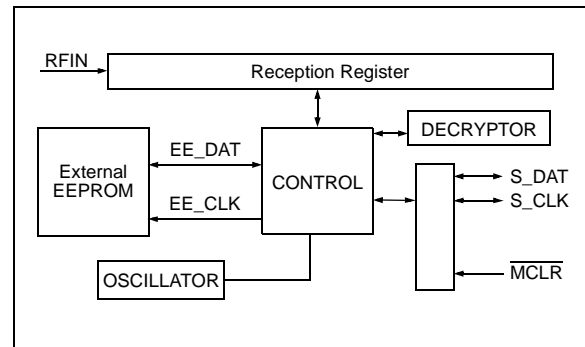 RFIN
Reception Register
DECRYPTOR
EE_DAT
External
EEPROM
CONTROL
S_DAT
EE_CLK
S_CLK
OSCILLATOR
MCLR